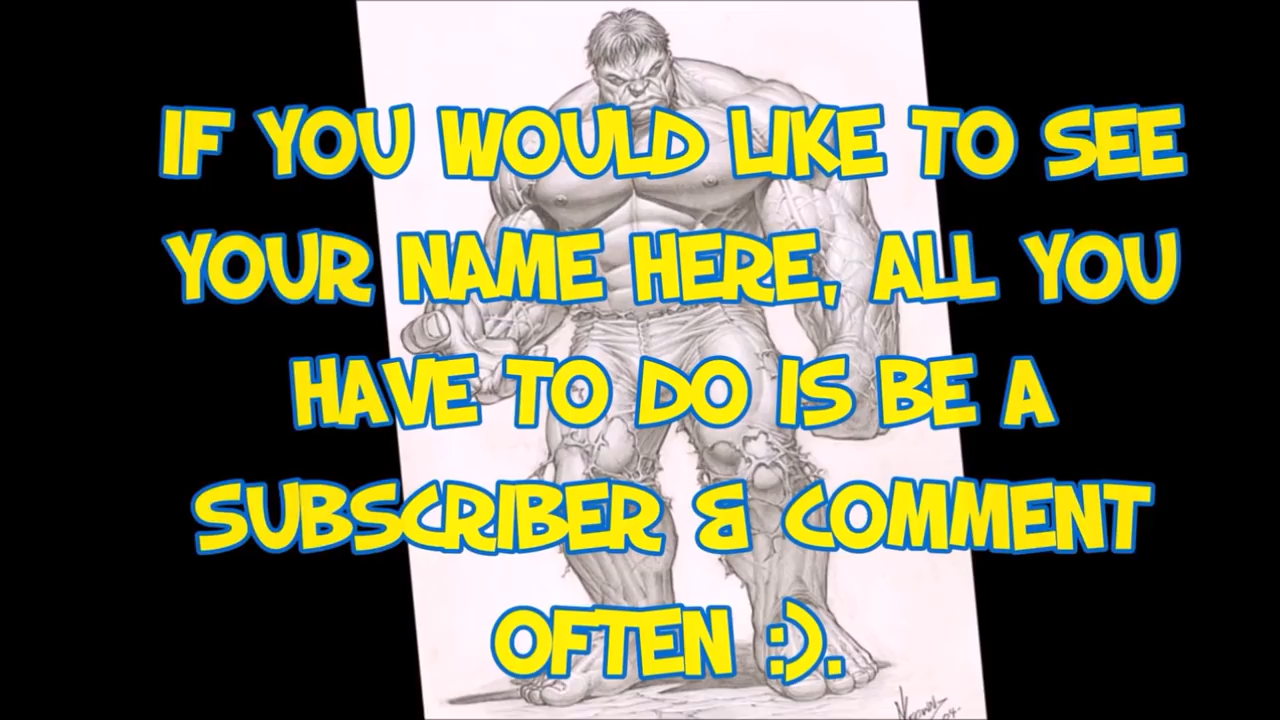 IF YOU WOULD LIKE TO SEE
YOUR NAME HERE, ALL YOU
HAVE TO DO IS BE A
SUBSCRIBER & COMMENT
OFTEN :).